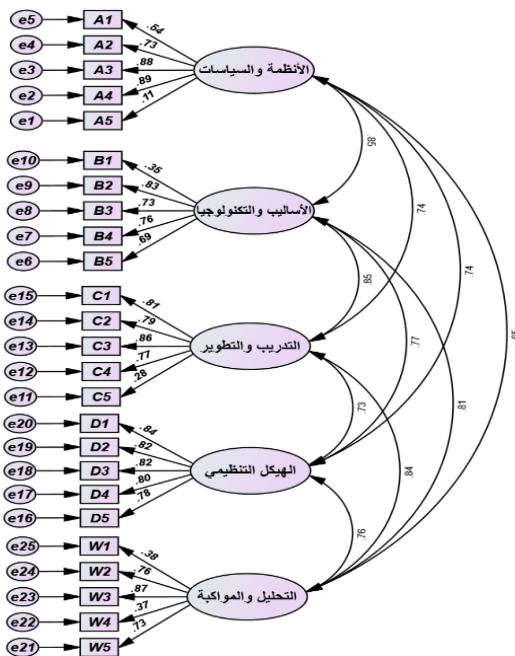 e5 A1
e4 A2 .73
e3 A3 .88
e2 A4 .89
e1 A5
الأنظمة والسياسات
e10 B1 .35
e9 B2 .83
e8 B3 .73
e7 B4 .76
e6 B5 .69
الأساليب والتكنولوجيا
e15 C1 .81
e14 C2 .79
e13 C3 .86
e12 C4 .77
e11 C5 .28
التدريب والتطوير
e20 D1 .84
e19 D2 .82
e18 D3 .82
e17 D4 .80
e16 D5 .78
الهيكل التنظيمي
e25 W1 .38
e24 W2 .76
e23 W3 .87
e22 W4 .37
e21 W5 .73
التحليل والمواكبة
.74
.74
.85
.77
.81
.73
.84
.76